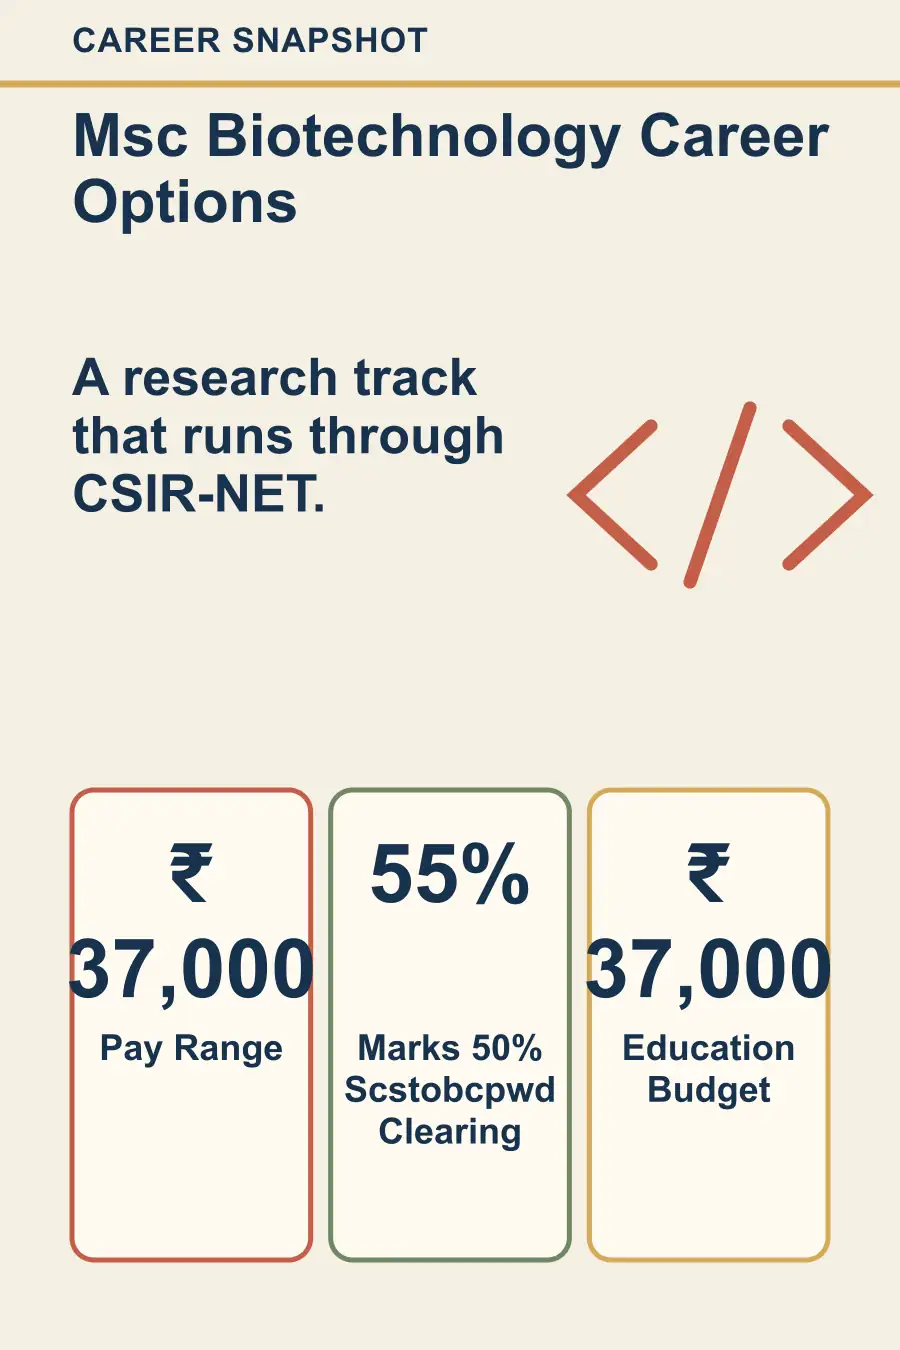 CAREER SNAPSHOT
Msc Biotechnology Career
Options
A research track
that runs through
CSIR-NET.
</>
₹
37,000
Pay Range
55%
Marks 50%
Scstobcpwd
Clearing
₹
37,000
Education
Budget